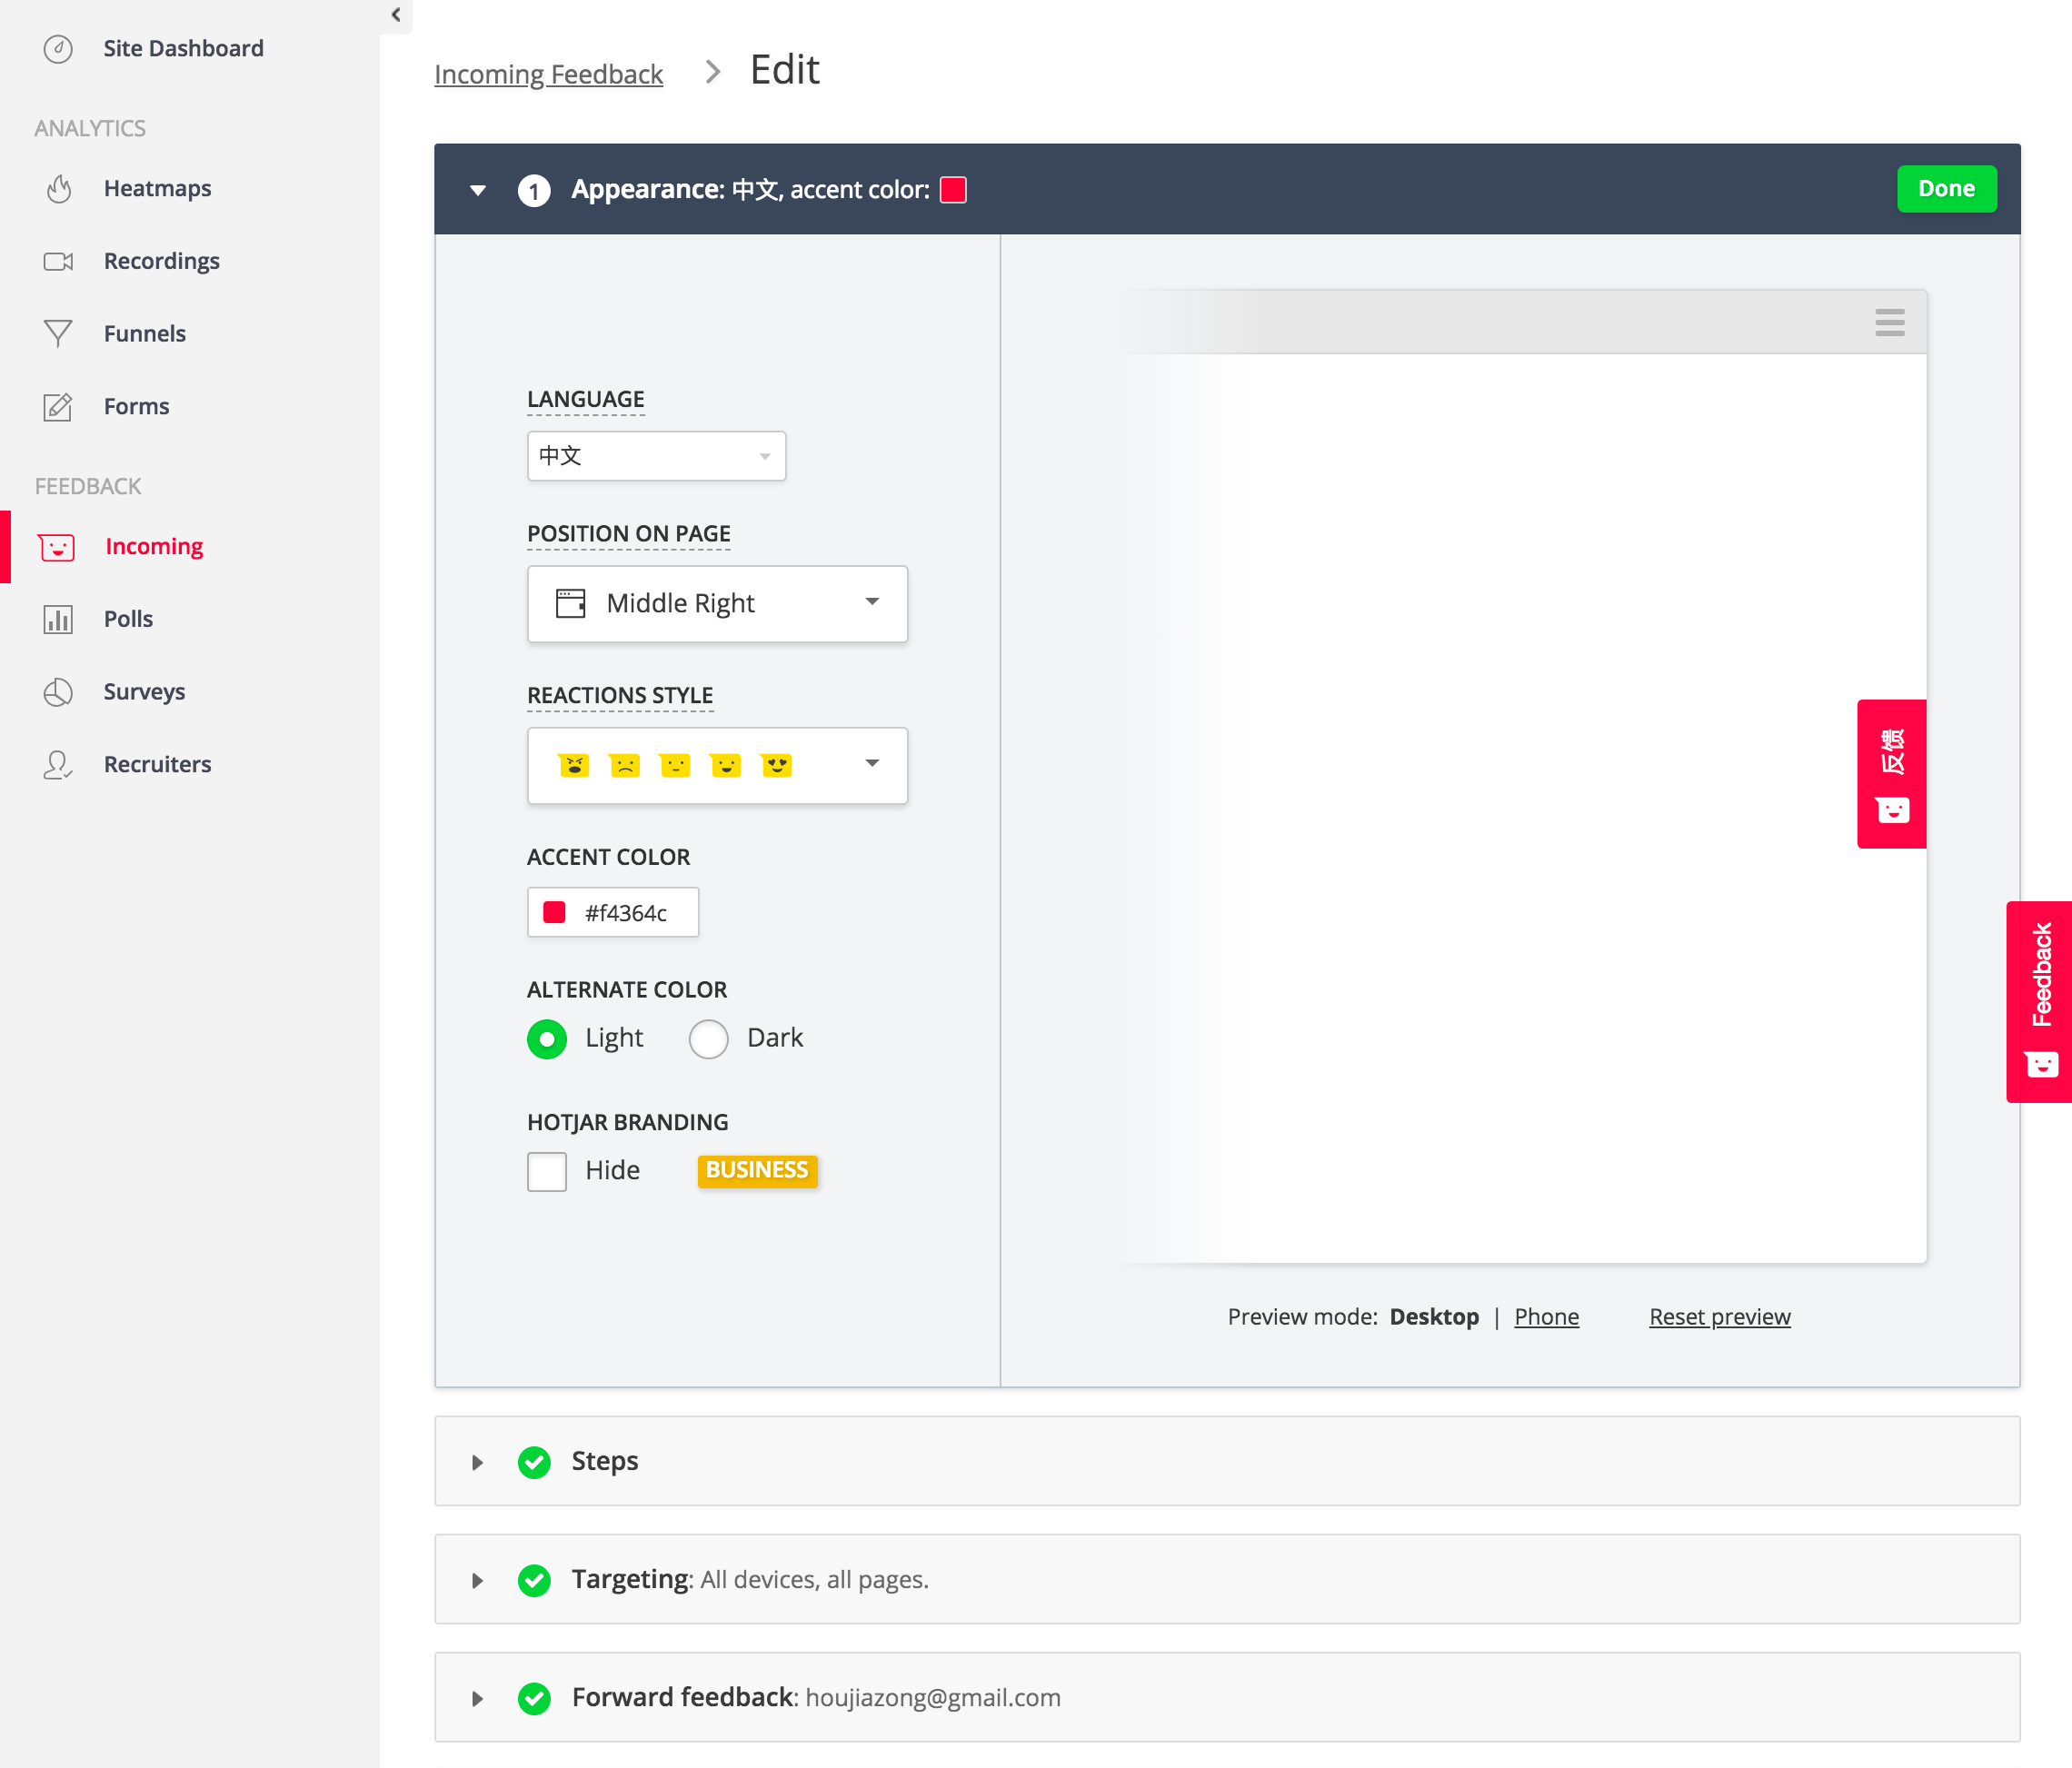 Site Dashboard
ANALYTICS
Heatmaps
Recordings
Funnels
Forms
FEEDBACK
Incoming
Polls
Surveys
Recruiters
Incoming Feedback > Edit
1 Appearance: 中文, accent color:
Done
LANGUAGE
中文
POSITION ON PAGE
Middle Right
REACTIONS STYLE
ACCENT COLOR
#f4364c
ALTERNATE COLOR
Light Dark
HOTJAR BRANDING
Hide BUSINESS
反馈
Feedback
Preview mode: Desktop | Phone Reset preview
Steps
Targeting: All devices, all pages.
Forward feedback: houjiazong@gmail.com